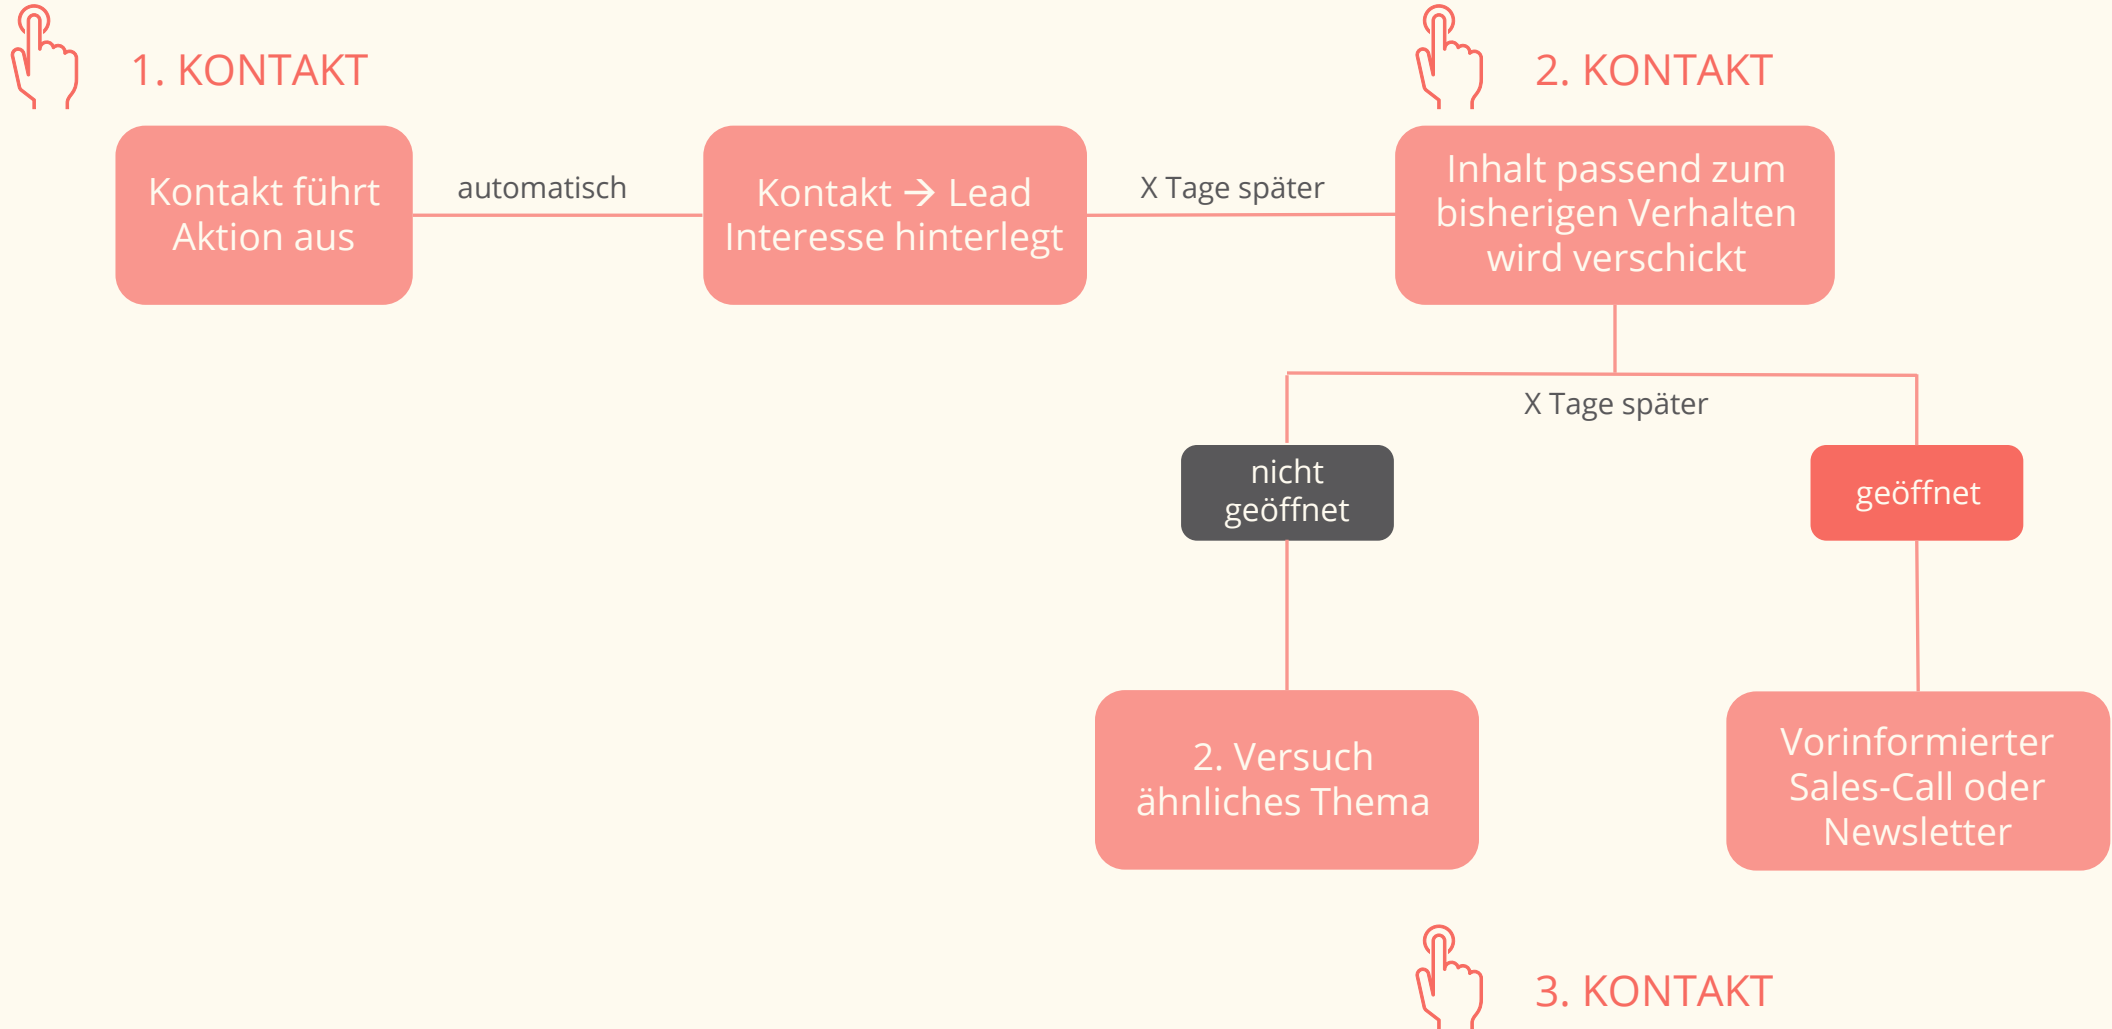 1. KONTAKT
2. KONTAKT
Kontakt führt
Aktion aus
automatisch
Kontakt → Lead
Interesse hinterlegt
X Tage später
Inhalt passend zum
bisherigen Verhalten
wird verschickt
X Tage später
nicht
geöffnet
geöffnet
2. Versuch
ähnliches Thema
Vorinformierter
Sales-Call oder
Newsletter
3. KONTAKT